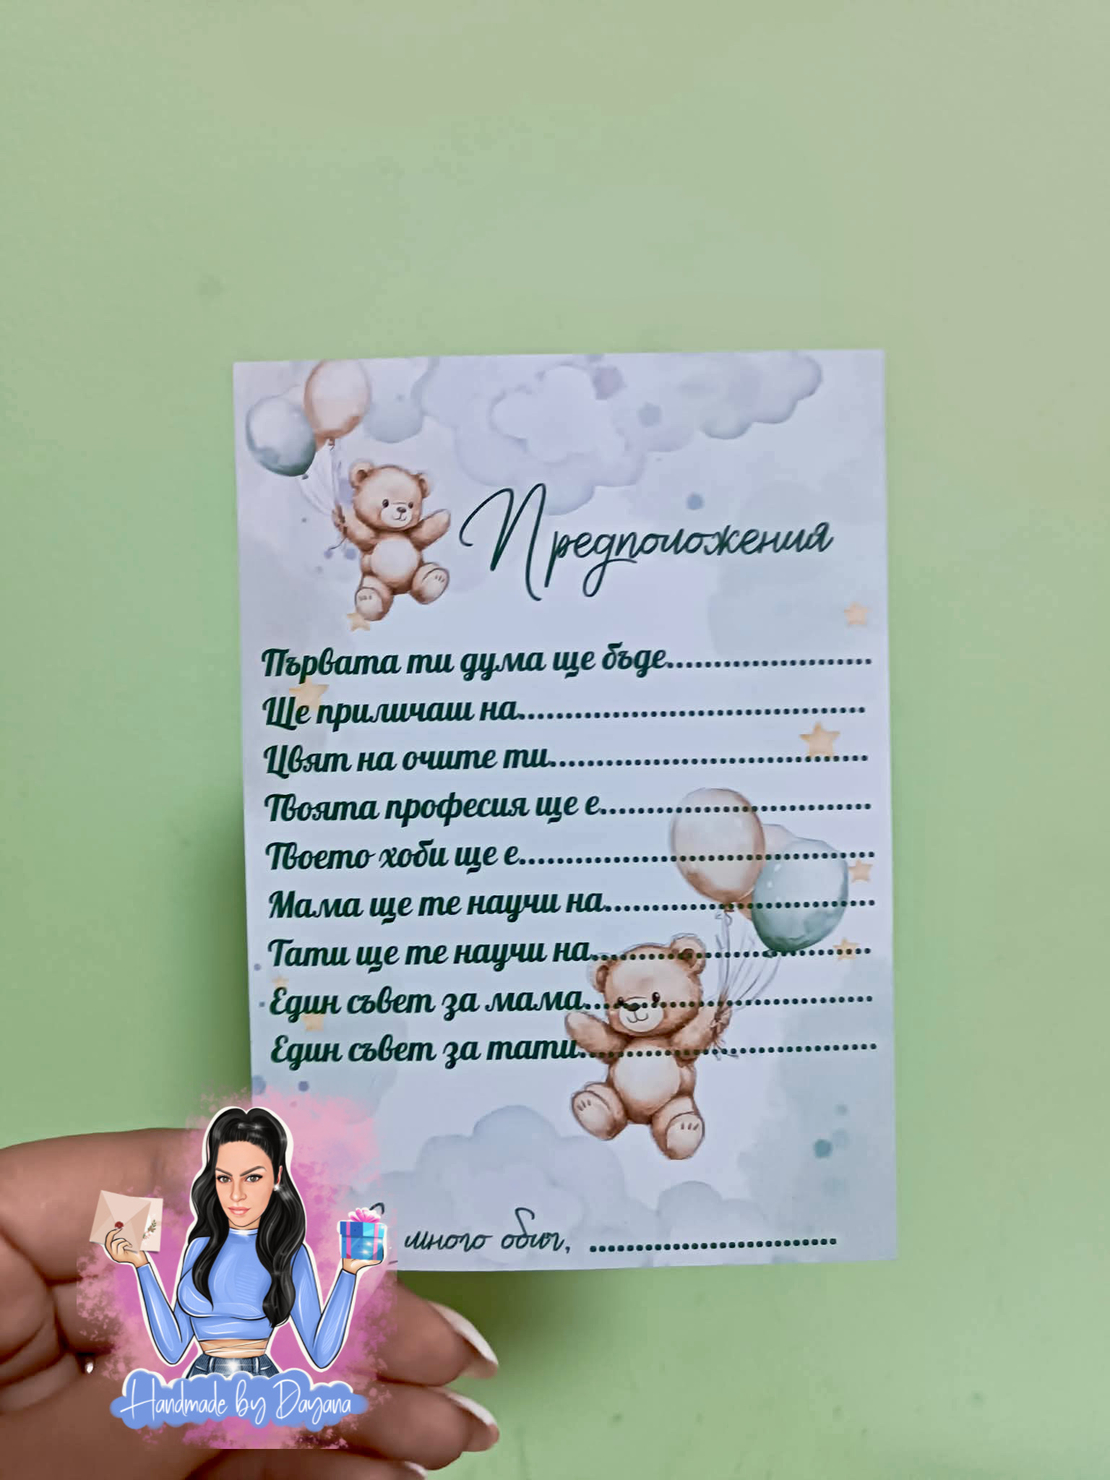 Предположения
Първата ти дума ще бъде........................
Ще приличаш на........................................
Цвят на очите ти.....................................
Твоята професия ще е...............................
Твоето хоби ще е.........................................
Мама ще те научи на...............................
Тати ще те научи на................................
Един съвет за мама.................................
Един съвет за тати..................................
много обич, ............................
Handmade by Dayana